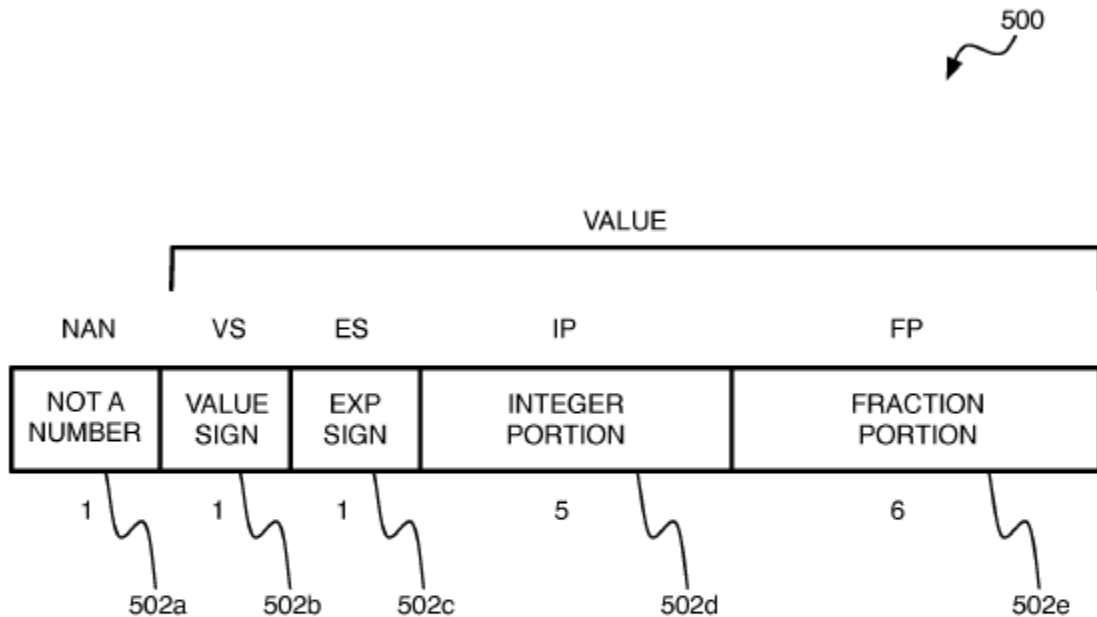 500
VALUE
NAN VS ES IP FP
NOT A NUMBER VALUE SIGN EXP SIGN INTEGER PORTION FRACTION PORTION
1 1 1 5 6
502a 502b 502c 502d 502e